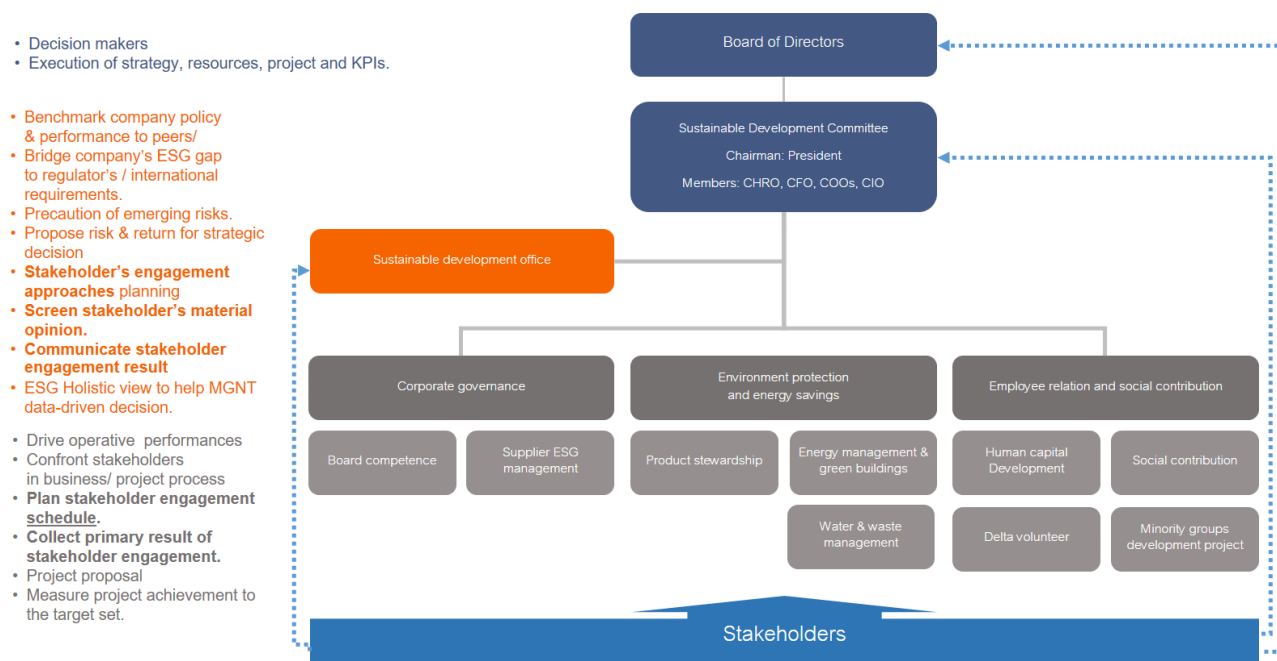 • Decision makers
• Execution of strategy, resources, project and KPIs.
• Benchmark company policy
& performance to peers/
• Bridge company's ESG gap
to regulator's / international
requirements.
• Precaution of emerging risks.
• Propose risk & return for strategic
decision
• Stakeholder's engagement
approaches planning
• Screen stakeholder's material
opinion.
• Communicate stakeholder
engagement result
• ESG Holistic view to help MGNT
data-driven decision.
• Drive operative performances
• Confront stakeholders
in business/ project process
• Plan stakeholder engagement
schedule.
• Collect primary result of
stakeholder engagement.
• Project proposal
• Measure project achievement to
the target set.
Board of Directors
Sustainable Development Committee
Chairman: President
Members: CHRO, CFO, COOs, CIO
Sustainable development office
Corporate governance
Environment protection
and energy savings
Employee relation and social contribution
Board competence
Supplier ESG
management
Product stewardship
Energy management &
green buildings
Human capital
Development
Social contribution
Water & waste
management
Delta volunteer
Minority groups
development project
Stakeholders